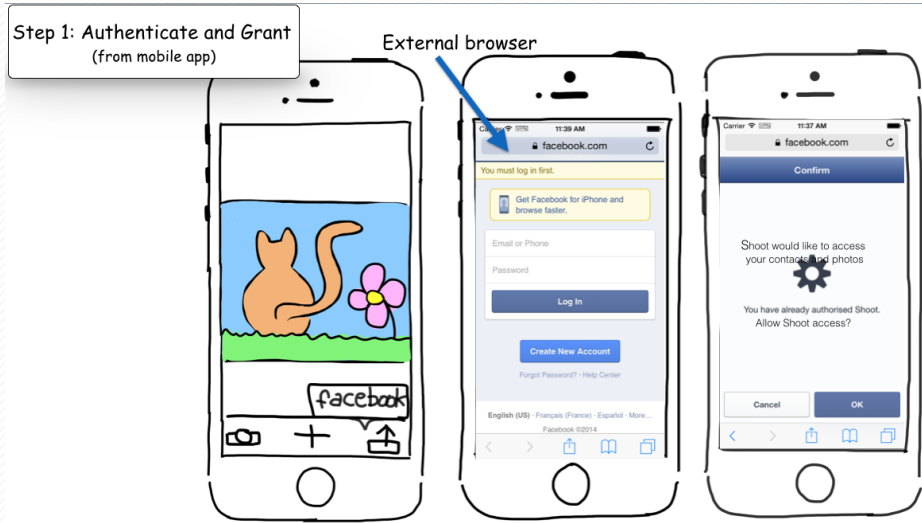 Step 1: Authenticate and Grant
(from mobile app)
External browser
facebook
Carrier 11:39 AM
facebook.com
You must log in first.
Get Facebook for iPhone and
browse faster.
Email or Phone
Password
Log In
Create New Account
Forgot Password? · Help Center
English (US) · Français (France) · Español · More...
Facebook ©2014
Carrier 11:37 AM
facebook.com
Confirm
Shoot would like to access
your contacts and photos
You have already authorised Shoot.
Allow Shoot access?
Cancel OK